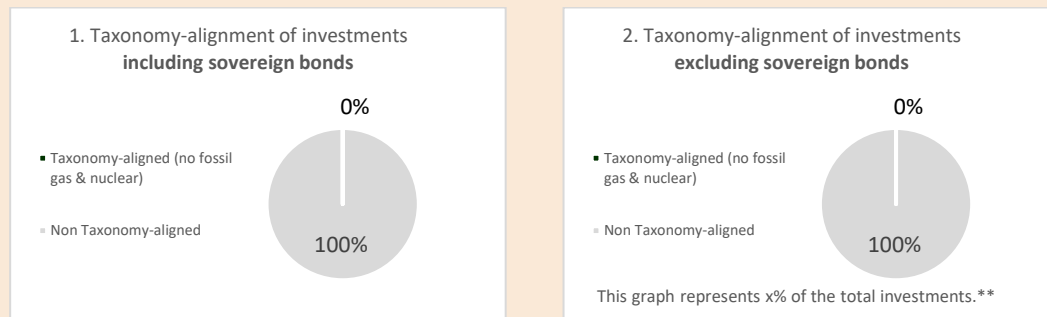 1. Taxonomy-alignment of investments
including sovereign bonds
0%
Taxonomy-aligned (no fossil
gas & nuclear)
Non Taxonomy-aligned
100%
2. Taxonomy-alignment of investments
excluding sovereign bonds
0%
Taxonomy-aligned (no fossil
gas & nuclear)
Non Taxonomy-aligned
100%
This graph represents x% of the total investments.**